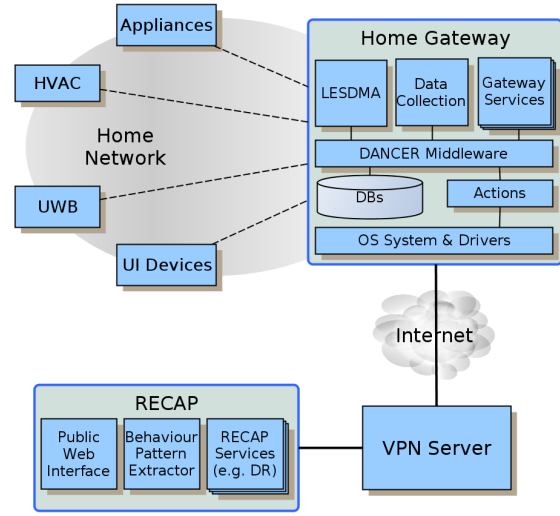 Appliances
HVAC
Home
Network
UWB
UI Devices
Home Gateway
LESDMA
Data
Collection
Gateway
Services
DANCER Middleware
DBs
Actions
OS System & Drivers
Internet
RECAP
Public
Web
Interface
Behaviour
Pattern
Extractor
RECAP
Services
(e.g. DR)
VPN Server